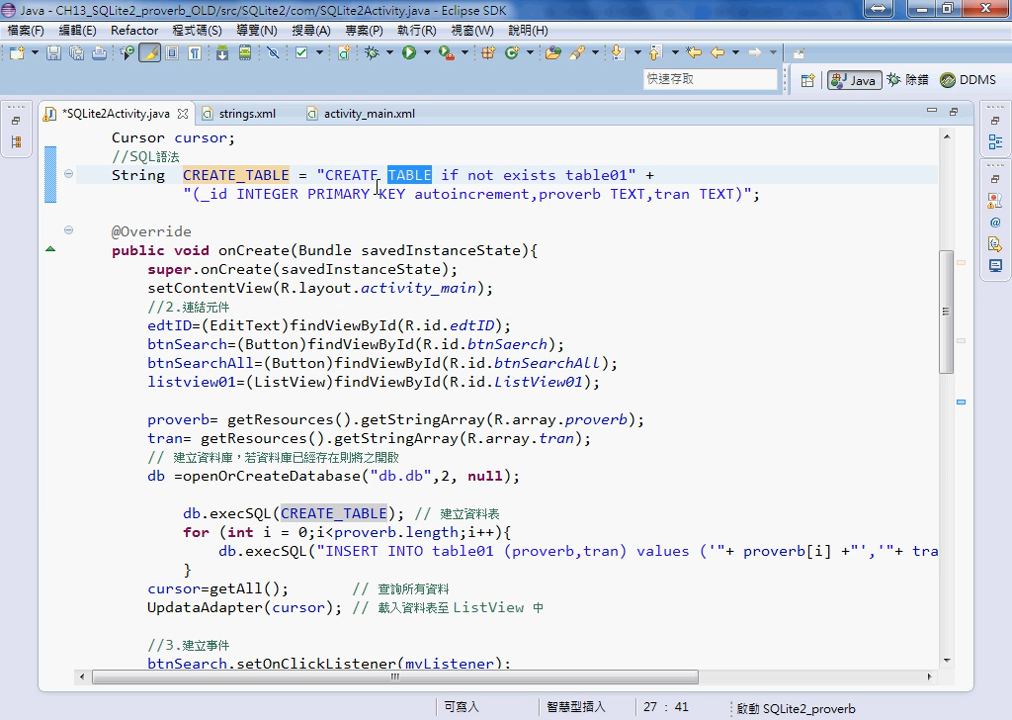 Java - CH13_SQLite2_proverb_OLD/src/SQLite2/com/SQLite2Activity.java - Eclipse SDK
檔案(F) 編輯(E) Refactor 程式碼(S) 導覽(N) 搜尋(A) 專案(P) 執行(R) 視窗(W) 說明(H)
快速存取
Java 除錯 DDMS
*SQLite2Activity.java strings.xml activity_main.xml
Cursor cursor;
//SQL語法
String CREATE_TABLE = "CREATE TABLE if not exists table01" +
"(_id INTEGER PRIMARY KEY autoincrement,proverb TEXT,tran TEXT)";
@Override
public void onCreate(Bundle savedInstanceState){
super.onCreate(savedInstanceState);
setContentView(R.layout.activity_main);
//2.連結元件
edtID=(EditText)findViewById(R.id.edtID);
btnSearch=(Button)findViewById(R.id.btnSaerch);
btnSearchAll=(Button)findViewById(R.id.btnSearchAll);
listview01=(ListView)findViewById(R.id.ListView01);
proverb= getResources().getStringArray(R.array.proverb);
tran= getResources().getStringArray(R.array.tran);
// 建立資料庫，若資料庫已經存在則將之開啟
db =openOrCreateDatabase("db.db",2, null);
db.execSQL(CREATE_TABLE); // 建立資料表
for (int i = 0;i<proverb.length;i++){
db.execSQL("INSERT INTO table01 (proverb,tran) values ('"+ proverb[i] +"','"+ tra
}
cursor=getAll(); // 查詢所有資料
UpdataAdapter(cursor); // 載入資料表至 ListView 中
//3.建立事件
btnSearch.setOnClickListener(myListener);
可寫入 智慧型插入 27 : 41 啟動 SQLite2_proverb